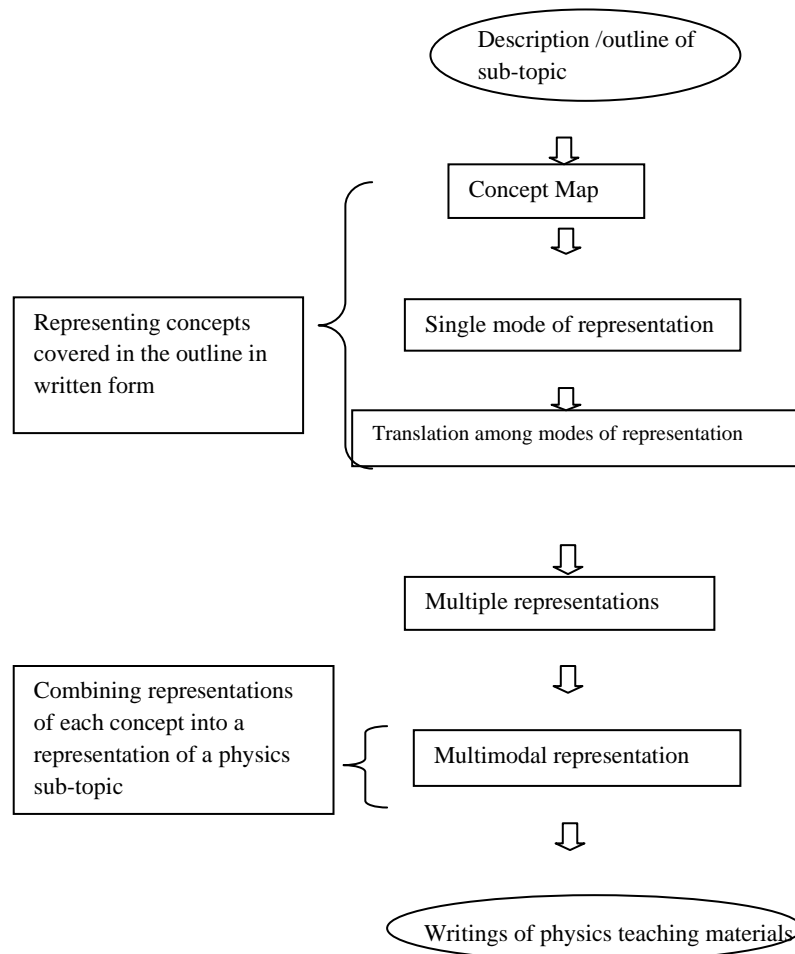 Description /outline of
sub-topic
Concept Map
Representing concepts
covered in the outline in
written form
Single mode of representation
Translation among modes of representation
Multiple representations
Combining representations
of each concept into a
representation of a physics
sub-topic
Multimodal representation
Writings of physics teaching materials